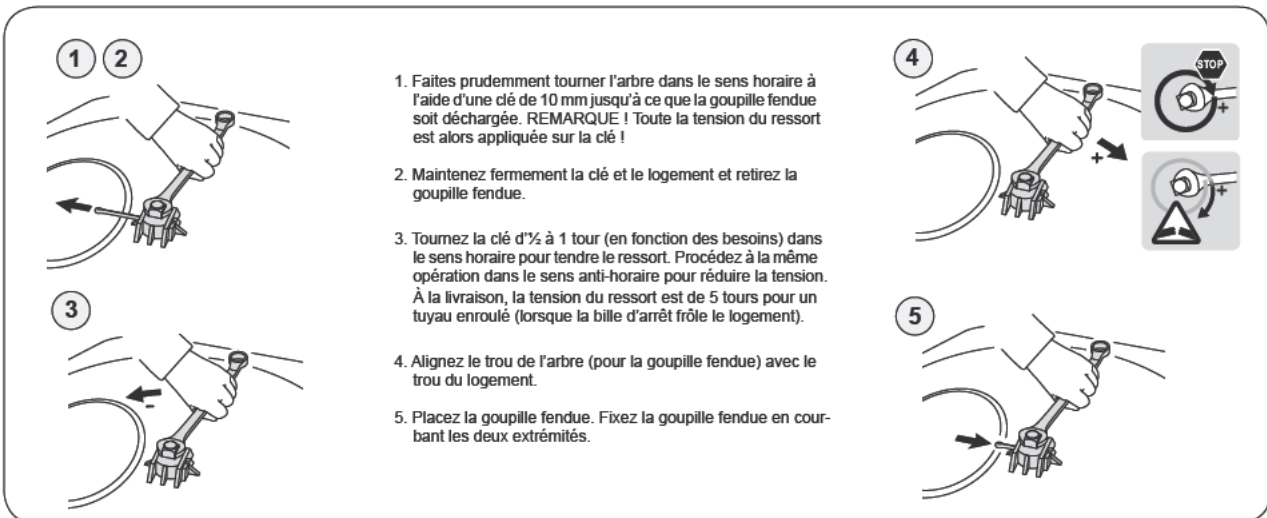 1 2
1. Faites prudemment tourner l'arbre dans le sens horaire à
l'aide d'une clé de 10 mm jusqu'à ce que la goupille fendue
soit déchargée. REMARQUE ! Toute la tension du ressort
est alors appliquée sur la clé !
2. Maintenez fermement la clé et le logement et retirez la
goupille fendue.
3. Tournez la clé d'½ à 1 tour (en fonction des besoins) dans
le sens horaire pour tendre le ressort. Procédez à la même
opération dans le sens anti-horaire pour réduire la tension.
À la livraison, la tension du ressort est de 5 tours pour un
tuyau enroulé (lorsque la bille d'arrêt frôle le logement).
4. Alignez le trou de l'arbre (pour la goupille fendue) avec le
trou du logement.
5. Placez la goupille fendue. Fixez la goupille fendue en cour-
bant les deux extrémités.
3
-
4
+
STOP
+
+
5